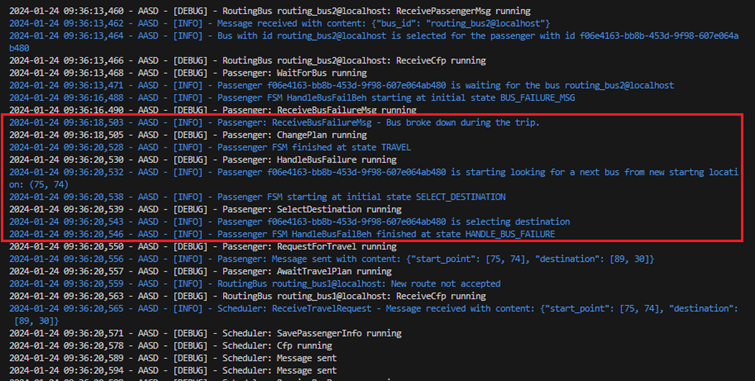 2024-01-24 09:36:13,460 - AASD - [DEBUG] - RoutingBus routing_bus2@localhost: ReceivePassengerMsg running
2024-01-24 09:36:13,462 - AASD - [INFO] - Message received with content: {"bus_id": "routing_bus2"}
2024-01-24 09:36:13,464 - AASD - [INFO] - Bus with id routing_bus2@localhost is selected for the passenger with id f06e4163-bb8b-453d-9f98-607e064a
b480
2024-01-24 09:36:13,466 - AASD - [DEBUG] - RoutingBus routing_bus2@localhost: ReceiveCfp running
2024-01-24 09:36:13,468 - AASD - [DEBUG] - Passenger: WaitForBus running
2024-01-24 09:36:13,471 - AASD - [INFO] - Passenger f06e4163-bb8b-453d-9f98-607e064ab480 is waiting for the bus routing_bus2@localhost
2024-01-24 09:36:16,488 - AASD - [INFO] - Passenger FSM HandleBusFailBeh starting at initial state BUS_FAILURE_MSG
2024-01-24 09:36:16,490 - AASD - [DEBUG] - Passenger: ReceiveBusFailureMsg running
2024-01-24 09:36:18,503 - AASD - [INFO] - Passenger: ReceiveBusFailureMsg - Bus broke down during the trip.
2024-01-24 09:36:18,505 - AASD - [DEBUG] - Passenger: ChangePlan running
2024-01-24 09:36:20,528 - AASD - [INFO] - Passenger FSM finished at state TRAVEL
2024-01-24 09:36:20,530 - AASD - [DEBUG] - Passenger: HandleBusFailure running
2024-01-24 09:36:20,532 - AASD - [INFO] - Passsenger f06e4163-bb8b-453d-9f98-607e064ab480 is starting looking for a next bus from new startng locati
on: (75, 74)
2024-01-24 09:36:20,538 - AASD - [INFO] - Passenger FSM starting at initial state SELECT_DESTINATION
2024-01-24 09:36:20,539 - AASD - [DEBUG] - Passenger: SelectDestination running
2024-01-24 09:36:20,543 - AASD - [INFO] - Passsenger f06e4163-bb8b-453d-9f98-607e064ab480 is selecting destination
2024-01-24 09:36:20,546 - AASD - [INFO] - Passenger FSM HandleBusFailBeh finished at state HANDLE_BUS_FAILURE
2024-01-24 09:36:20,550 - AASD - [DEBUG] - Passenger: RequestForTravel running
2024-01-24 09:36:20,556 - AASD - [INFO] - Passenger: Message sent with content: {"start_point": [75, 74], "destination": [89, 30]}
2024-01-24 09:36:20,557 - AASD - [DEBUG] - Passenger: AwaitTravelPlan running
2024-01-24 09:36:20,559 - AASD - [INFO] - RoutingBus routing_bus1@localhost: New route not accepted
2024-01-24 09:36:20,563 - AASD - [DEBUG] - RoutingBus routing_bus1@localhost: ReceiveCfp running
2024-01-24 09:36:20,565 - AASD - [INFO] - Scheduler: ReceiveTravelRequest - Message received with content: {"start_point": [75, 74], "destination":
[89, 30]}
2024-01-24 09:36:20,571 - AASD - [DEBUG] - Scheduler: SavePassengerInfo running
2024-01-24 09:36:20,578 - AASD - [DEBUG] - Scheduler: Cfp running
2024-01-24 09:36:20,589 - AASD - [DEBUG] - Scheduler: Message sent
2024-01-24 09:36:20,594 - AASD - [DEBUG] - Scheduler: Message sent